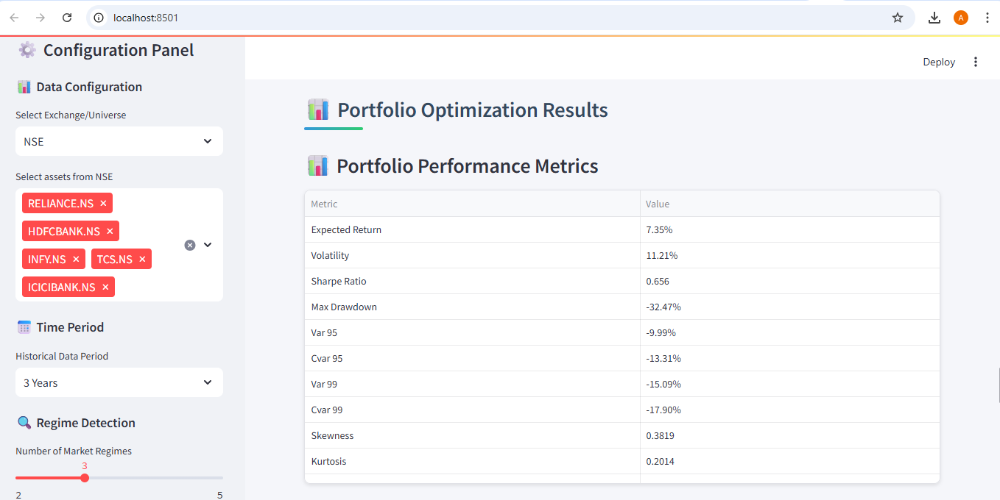 localhost:8501
A
Configuration Panel
Data Configuration
Select Exchange/Universe
NSE
Select assets from NSE
RELIANCE.NS ×
HDFCBANK.NS ×
INFY.NS × TCS.NS ×
ICICIBANK.NS ×
Time Period
Historical Data Period
3 Years
Regime Detection
Number of Market Regimes
3
2 5
Deploy
Portfolio Optimization Results
Portfolio Performance Metrics
Metric Value
Expected Return 7.35%
Volatility 11.21%
Sharpe Ratio 0.656
Max Drawdown -32.47%
Var 95 -9.99%
Cvar 95 -13.31%
Var 99 -15.09%
Cvar 99 -17.90%
Skewness 0.3819
Kurtosis 0.2014